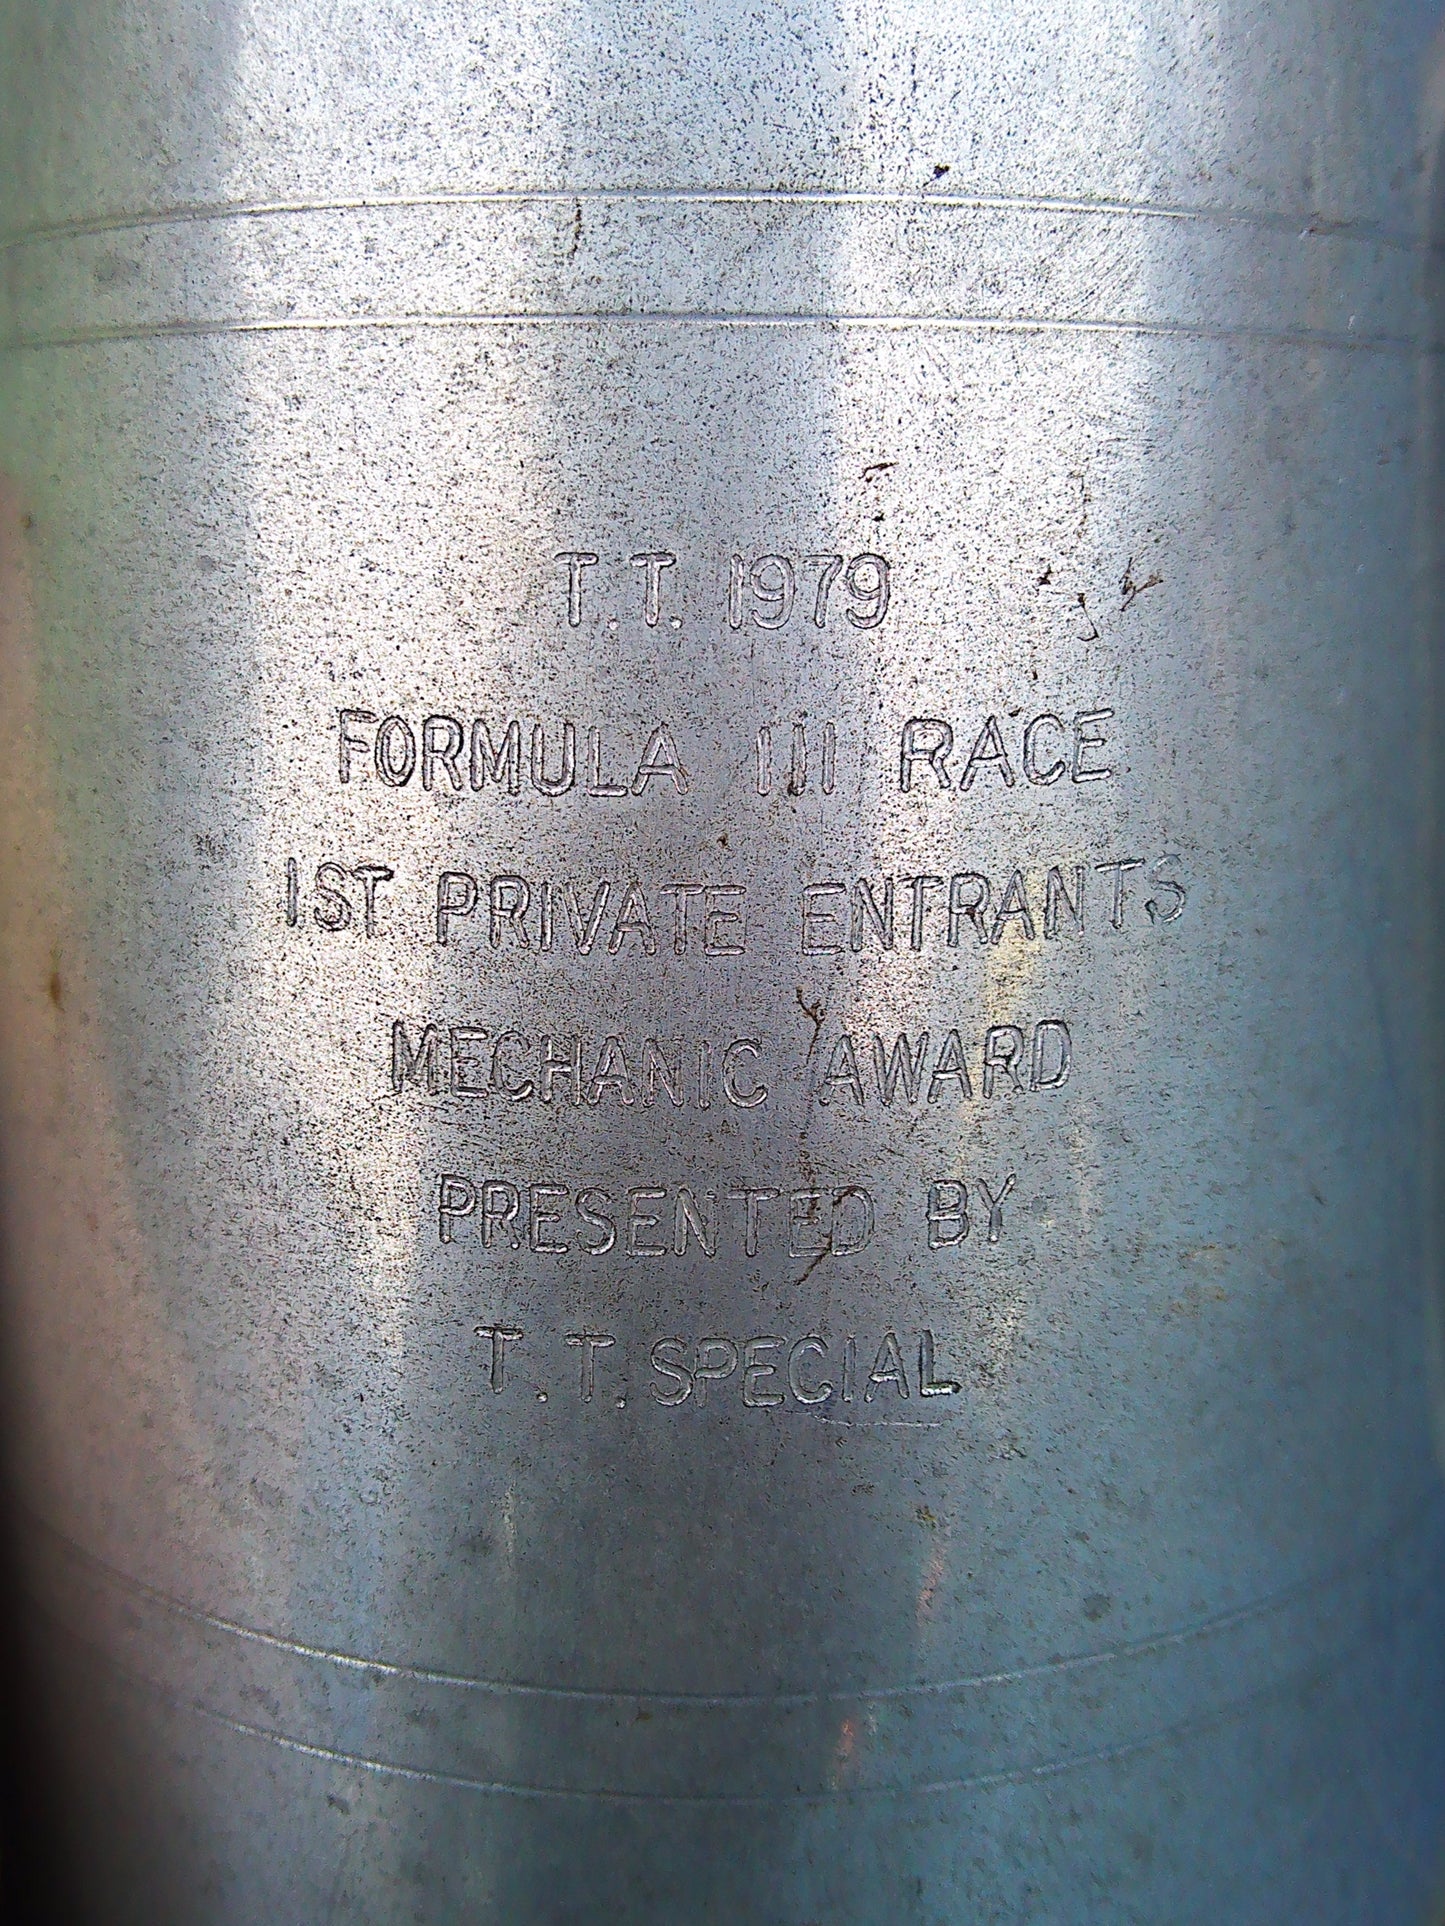 T.T. 1979
FORMULA III RACE
1ST PRIVATE ENTRANTS
MECHANIC AWARD
PRESENTED BY
T.T. SPECIAL